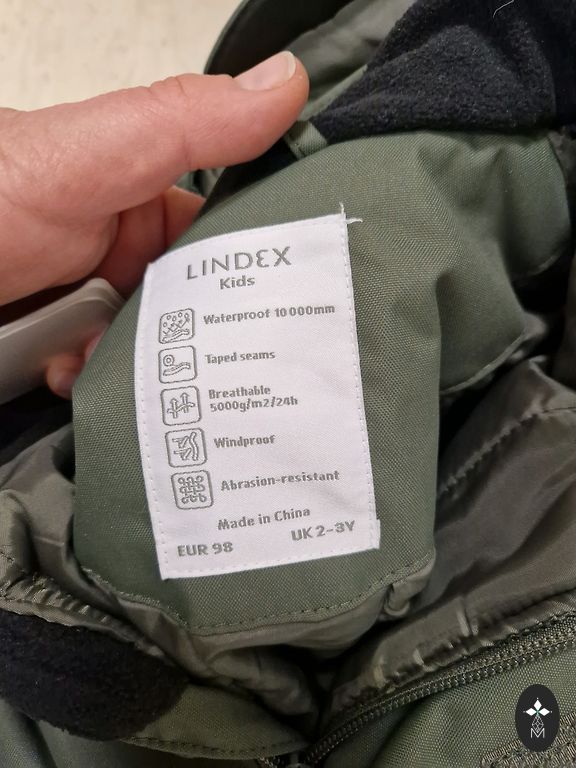 LINDEX
Kids
Waterproof 10 000mm
Taped seams
Breathable
5000g/m2/24h
Windproof
Abrasion-resistant
Made in China
EUR 98 UK 2-3Y
M